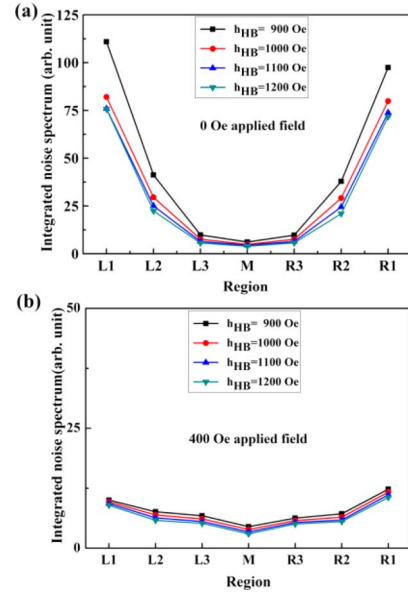 (a)
125
100
75
50
25
0
Integrated noise spectrum (arb. unit)
hHB= 900 Oe
hHB=1000 Oe
hHB=1100 Oe
hHB=1200 Oe
0 Oe applied field
L1 L2 L3 M R3 R2 R1
Region
(b)
50
25
0
Integrated noise spectrum(arb. unit)
hHB= 900 Oe
hHB=1000 Oe
hHB=1100 Oe
hHB=1200 Oe
400 Oe applied field
L1 L2 L3 M R3 R2 R1
Region